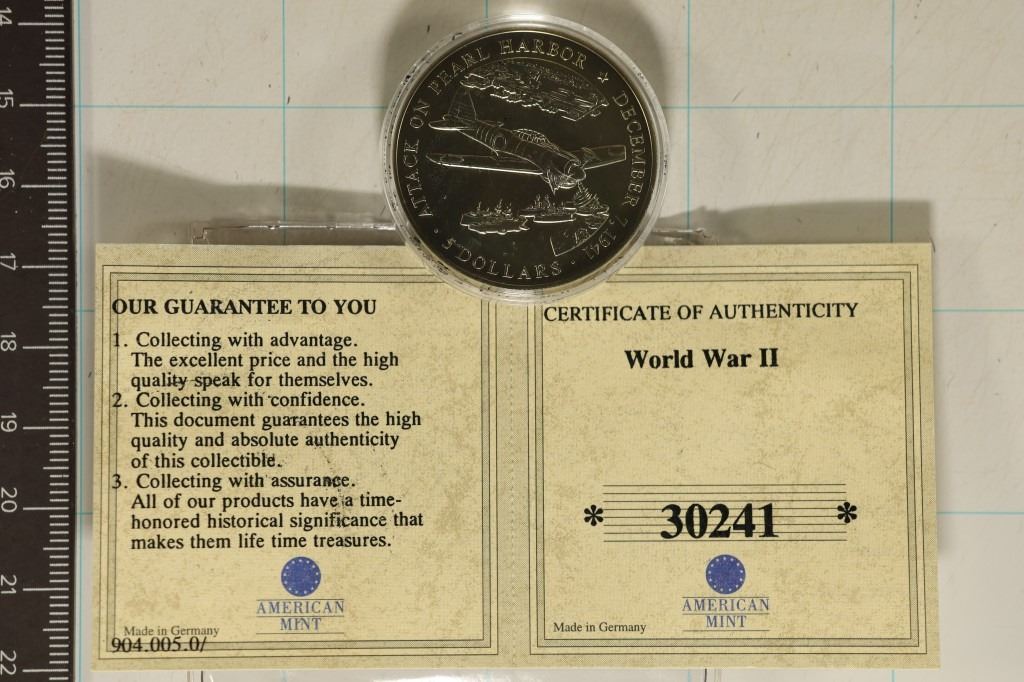 14
15
16
17
18
19
20
21
22
ATTACK ON PEARL HARBOR ★ DECEMBER 7 1941
· 5 DOLLARS ·
OUR GUARANTEE TO YOU
1. Collecting with advantage.
The excellent price and the high
quality speak for themselves.
2. Collecting with confidence.
This document guarantees the high
quality and absolute authenticity
of this collectible.
3. Collecting with assurance.
All of our products have a time-
honored historical significance that
makes them life time treasures.
AMERICAN
MINT
Made in Germany
904.005.0/
CERTIFICATE OF AUTHENTICITY
World War II
* 30241 *
AMERICAN
MINT
Made in Germany